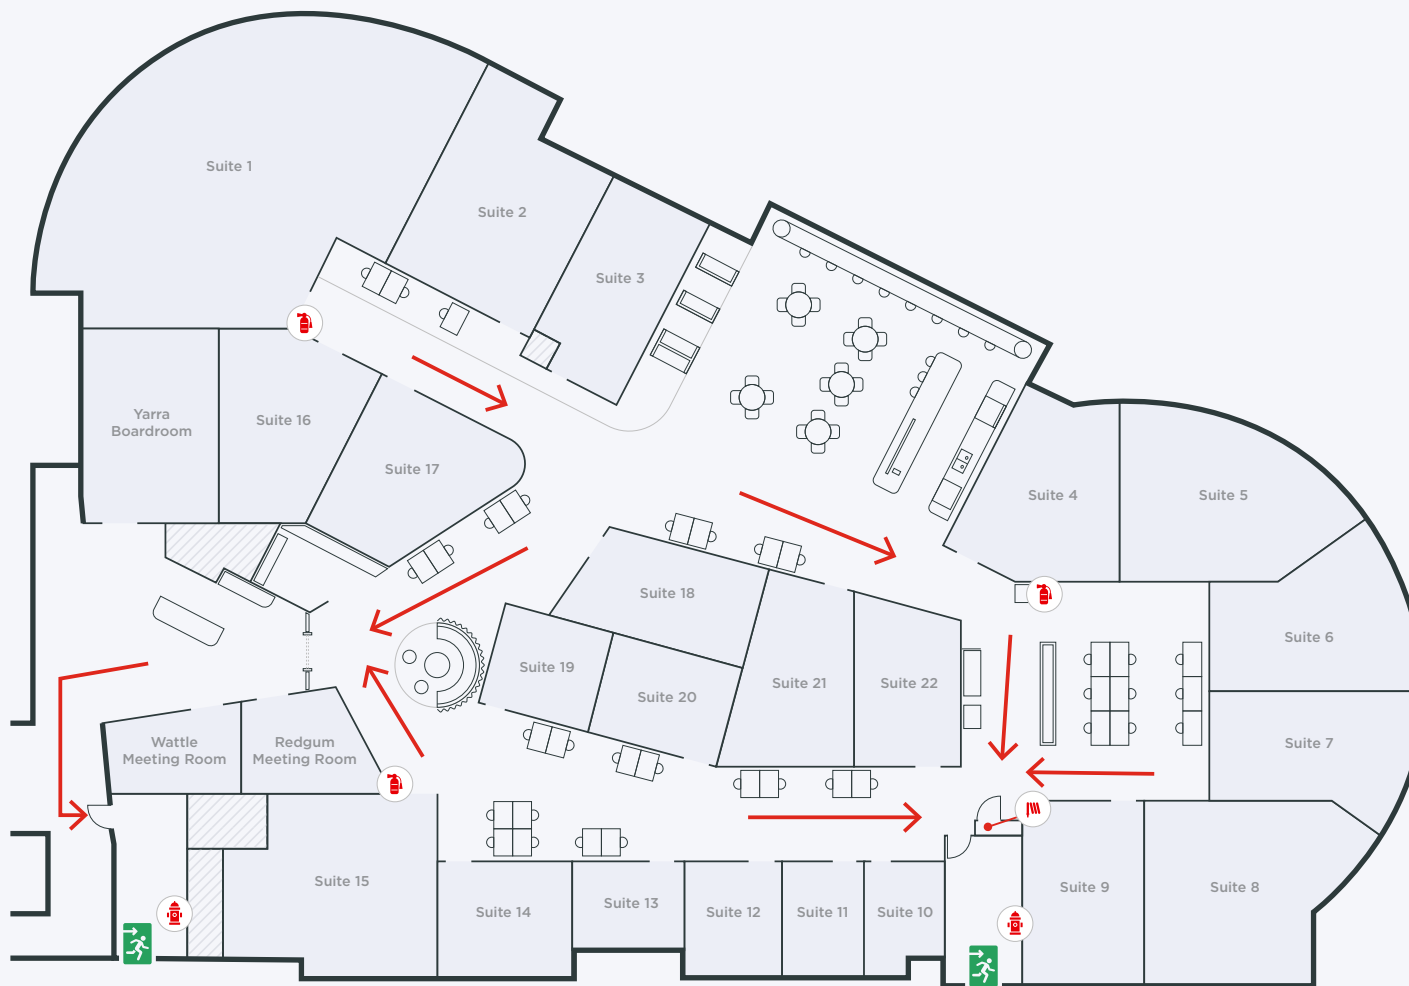 Suite 1
Suite 2
Suite 3
Yarra
Boardroom
Suite 16
Suite 17
Suite 4
Suite 5
Suite 18
Suite 19
Suite 20
Suite 21
Suite 22
Suite 6
Suite 7
Wattle
Meeting Room
Redgum
Meeting Room
Suite 15
Suite 14
Suite 13
Suite 12
Suite 11
Suite 10
Suite 9
Suite 8